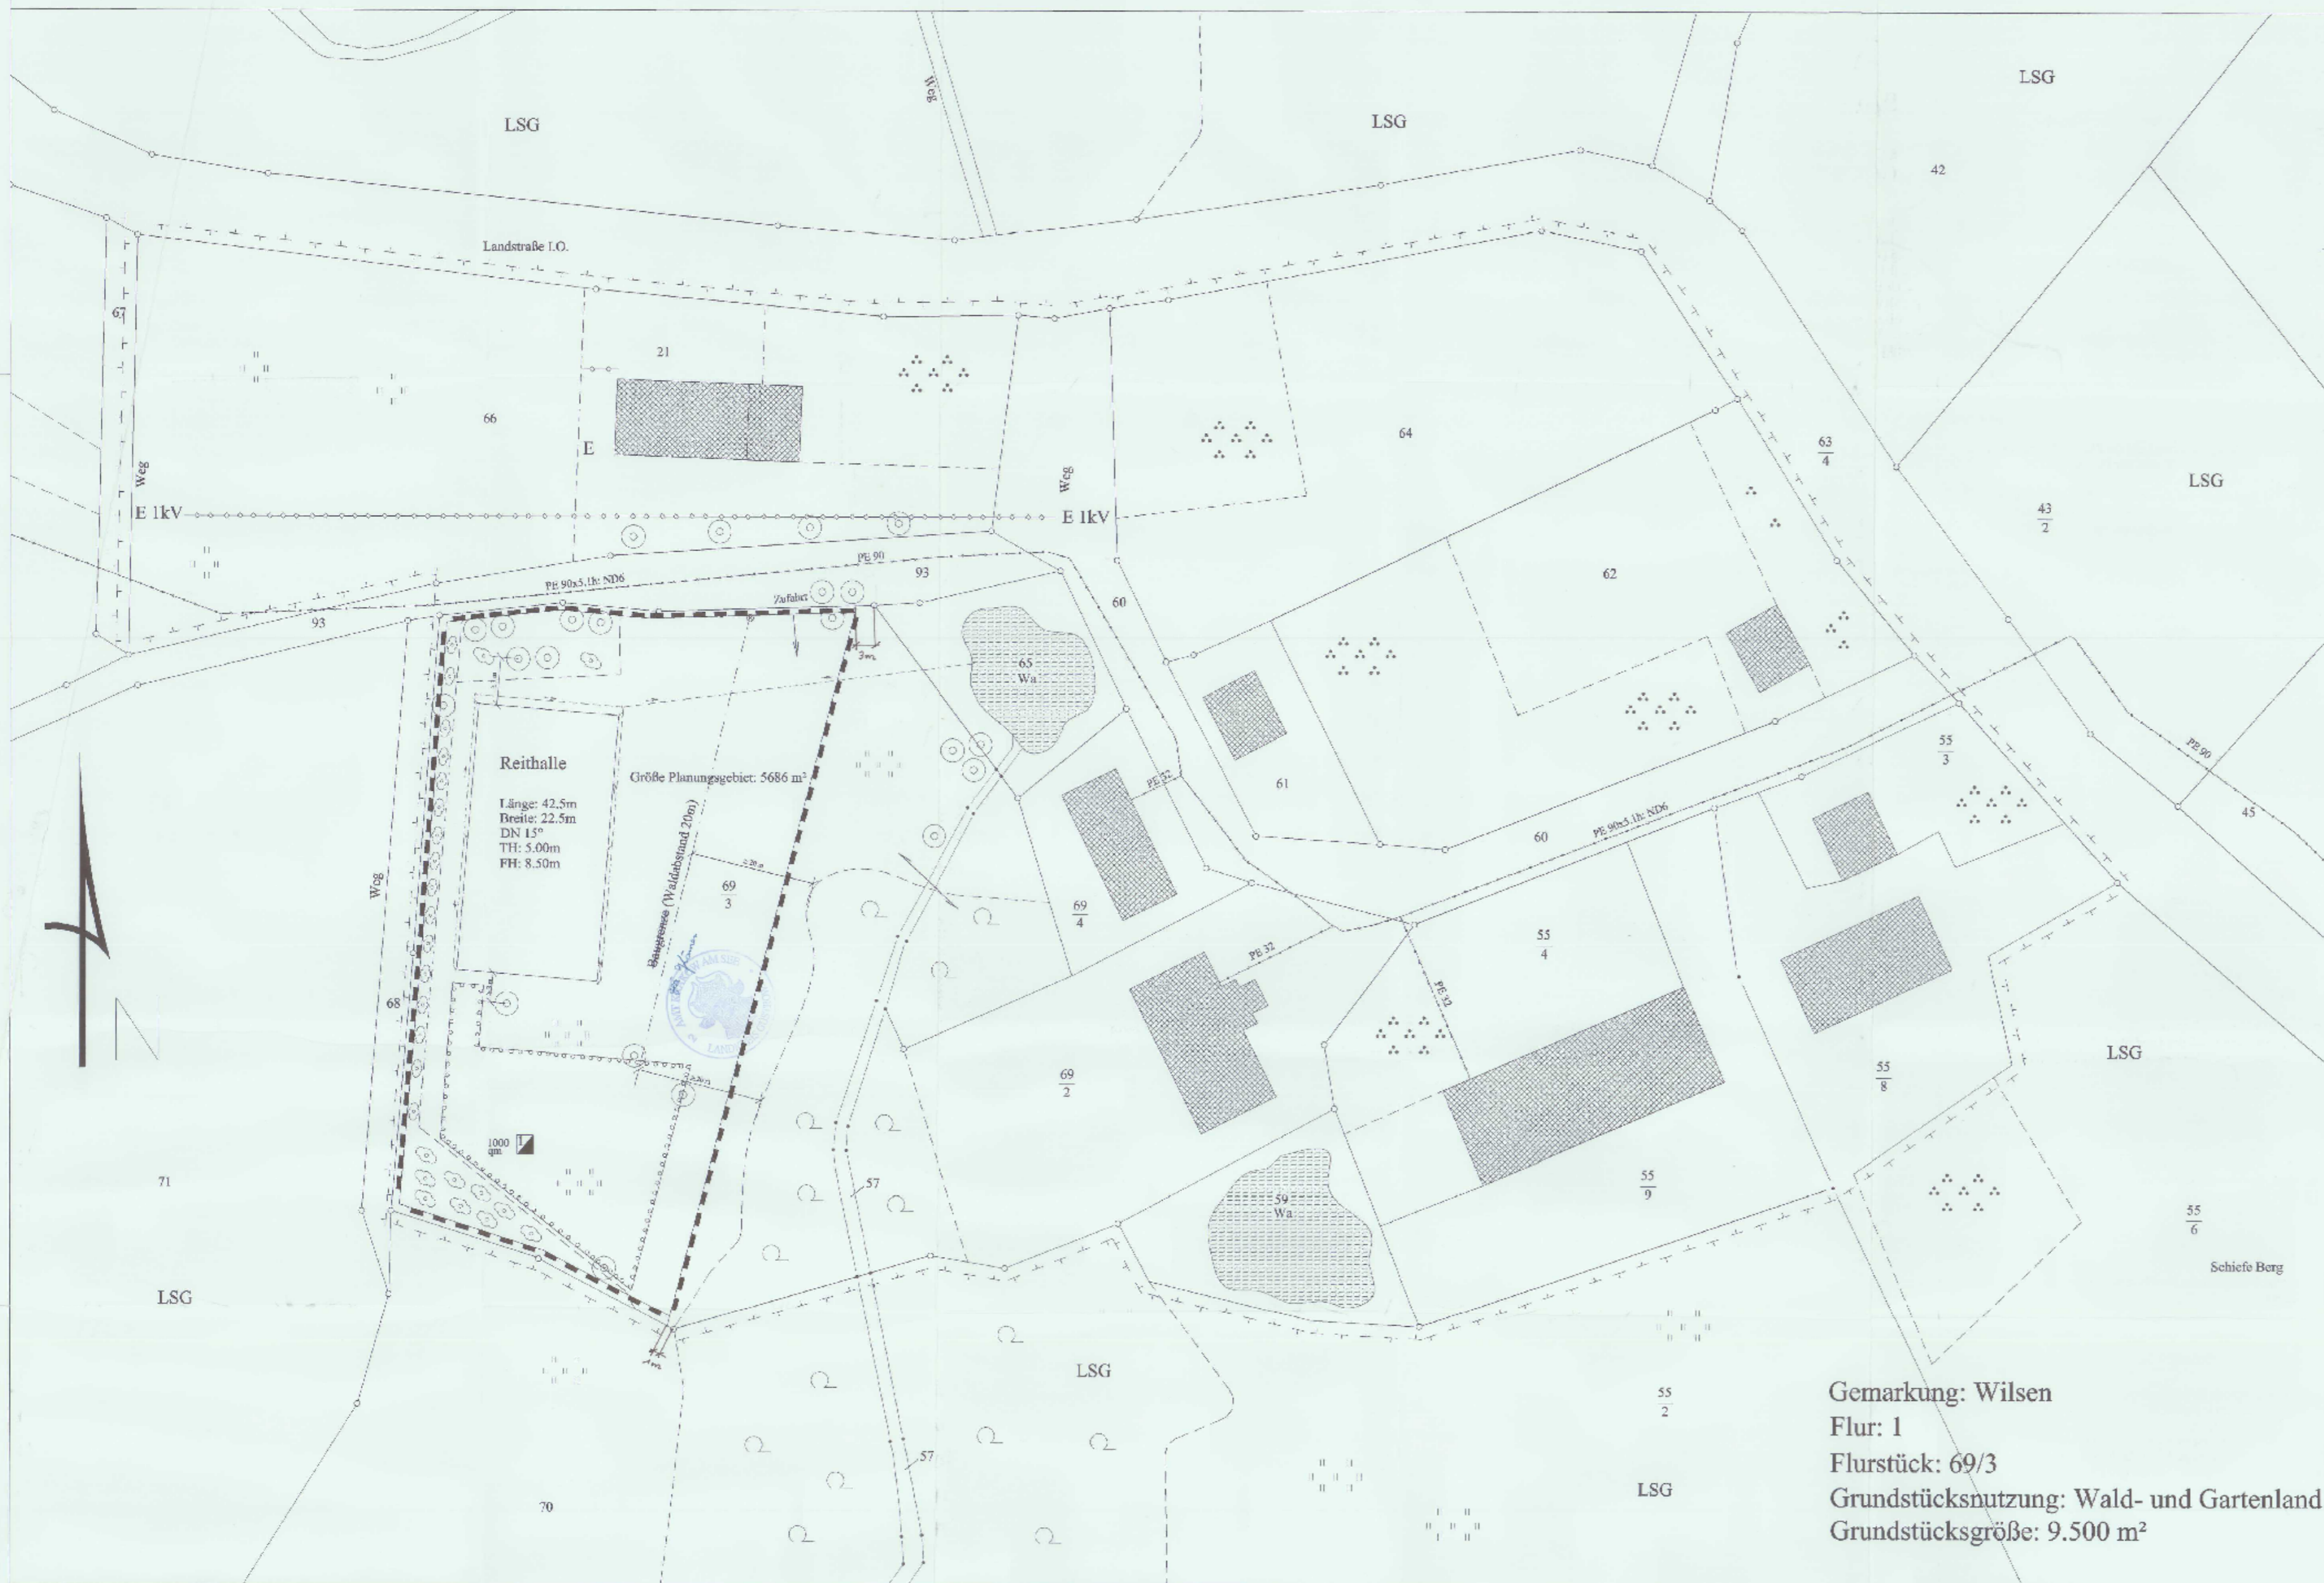 LSG
Weg
LSG
LSG
42
Landstraße I.O.
67
21
66
64
63
4
E
Weg
Weg
LSG
43
2
E 1kV
E 1kV
PE 90
93
62
PE 90x5.1h: ND6
Zufahrt
60
93
3m
65
Wa
Reithalle
Größe Planungsgebiet: 5686 m²
Länge: 42.5m
Breite: 22.5m
DN 15°
TH: 5.00m
FH: 8.50m
55
3
PE 90
PE 32
61
45
60
PE 90x5.1h: ND6
Baugrenze (Waldabstand 20m)
Weg
69
3
69
4
55
4
PE 32
PE 32
68
LSG
69
2
55
8
1000
qm
71
57
59
Wa
55
9
55
6
Schiefe Berg
LSG
1m
LSG
55
2
57
LSG
70
Gemarkung: Wilsen
Flur: 1
Flurstück: 69/3
Grundstücksnutzung: Wald- und Gartenland
Grundstücksgröße: 9.500 m²